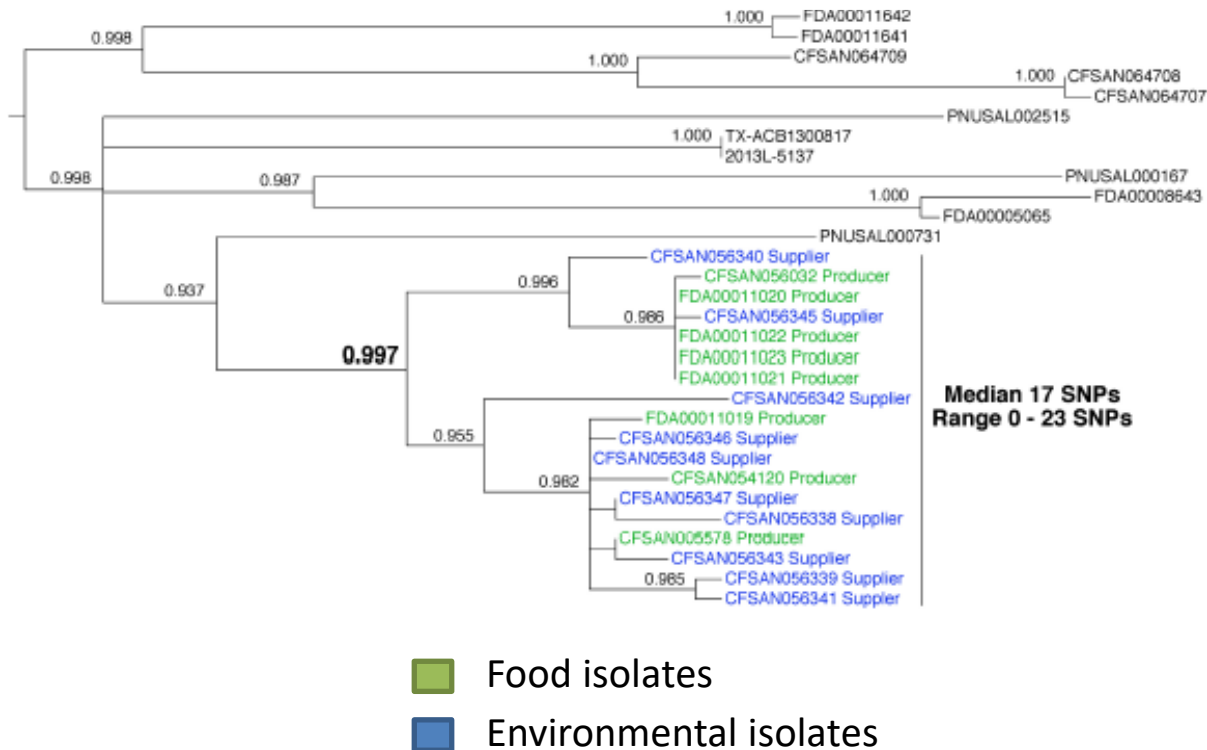 1.000 FDA00011642
0.998 FDA00011641
1.000 CFSAN064709
1.000 CFSAN064708
CFSAN064707
PNUSAL002515
1.000 TX-ACB1300817
2013L-5137
0.998 0.987 PNUSAL000167
1.000 FDA00008643
FDA00005065
PNUSAL000731
CFSAN056340 Supplier
0.996 CFSAN056032 Producer
0.937 FDA00011020 Producer
0.986 CFSAN056345 Supplier
FDA00011022 Producer
0.997 FDA00011023 Producer
FDA00011021 Producer
CFSAN056342 Supplier
Median 17 SNPs
Range 0 - 23 SNPs
FDA00011019 Producer
0.955 CFSAN056346 Supplier
CFSAN056348 Supplier
0.982 CFSAN054120 Producer
CFSAN056347 Supplier
CFSAN056338 Supplier
CFSAN005578 Producer
CFSAN056343 Supplier
0.985 CFSAN056339 Supplier
CFSAN056341 Suppler
Food isolates
Environmental isolates